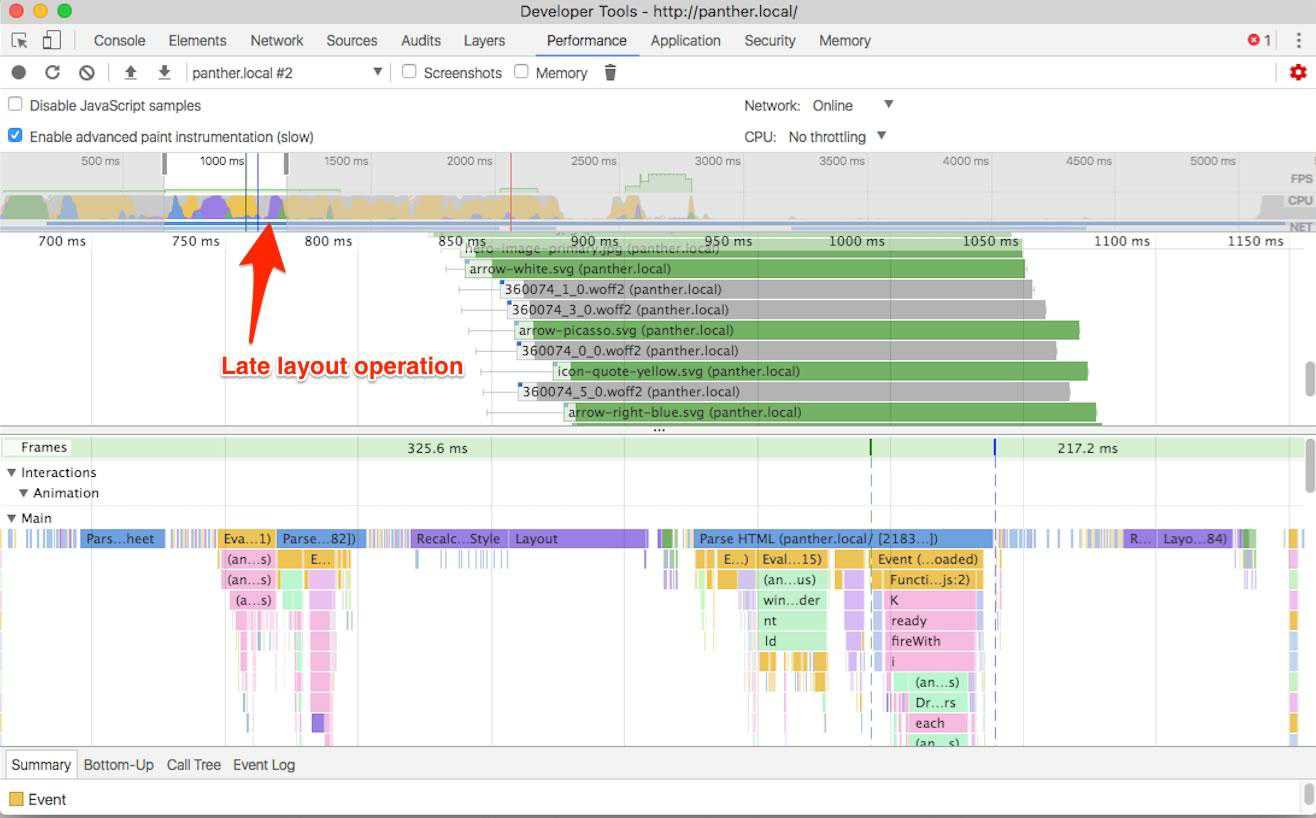 Developer Tools - http://panther.local/
Console Elements Network Sources Audits Layers Performance Application Security Memory 1
panther.local #2 Screenshots Memory
Disable JavaScript samples Network: Online
Enable advanced paint instrumentation (slow) CPU: No throttling
500 ms 1000 ms 1500 ms 2000 ms 2500 ms 3000 ms 3500 ms 4000 ms 4500 ms 5000 ms
FPS
CPU
NET
700 ms 750 ms 800 ms 850 ms 900 ms 950 ms 1000 ms 1050 ms 1100 ms 1150 ms
hero-image-primary.jpg (panther.local)
arrow-white.svg (panther.local)
360074_1_0.woff2 (panther.local)
360074_3_0.woff2 (panther.local)
arrow-picasso.svg (panther.local)
360074_0_0.woff2 (panther.local)
Late layout operation
icon-quote-yellow.svg (panther.local)
360074_5_0.woff2 (panther.local)
arrow-right-blue.svg (panther.local)
...
Frames 325.6 ms 217.2 ms
Interactions
Animation
Main
Pars...heet Eva...1) Parse...82]) Recalc...Style Layout Parse HTML (panther.local/ [2183...]) R... Layo...84)
(an...s) E... E...) Eval...15) Event (...oaded)
(an...s) (an...us) Functi...js:2)
(a...s) win...der K
nt ready
ld fireWith
i
(an...s)
Dr...rs
each
(an...s)
Summary Bottom-Up Call Tree Event Log
Event